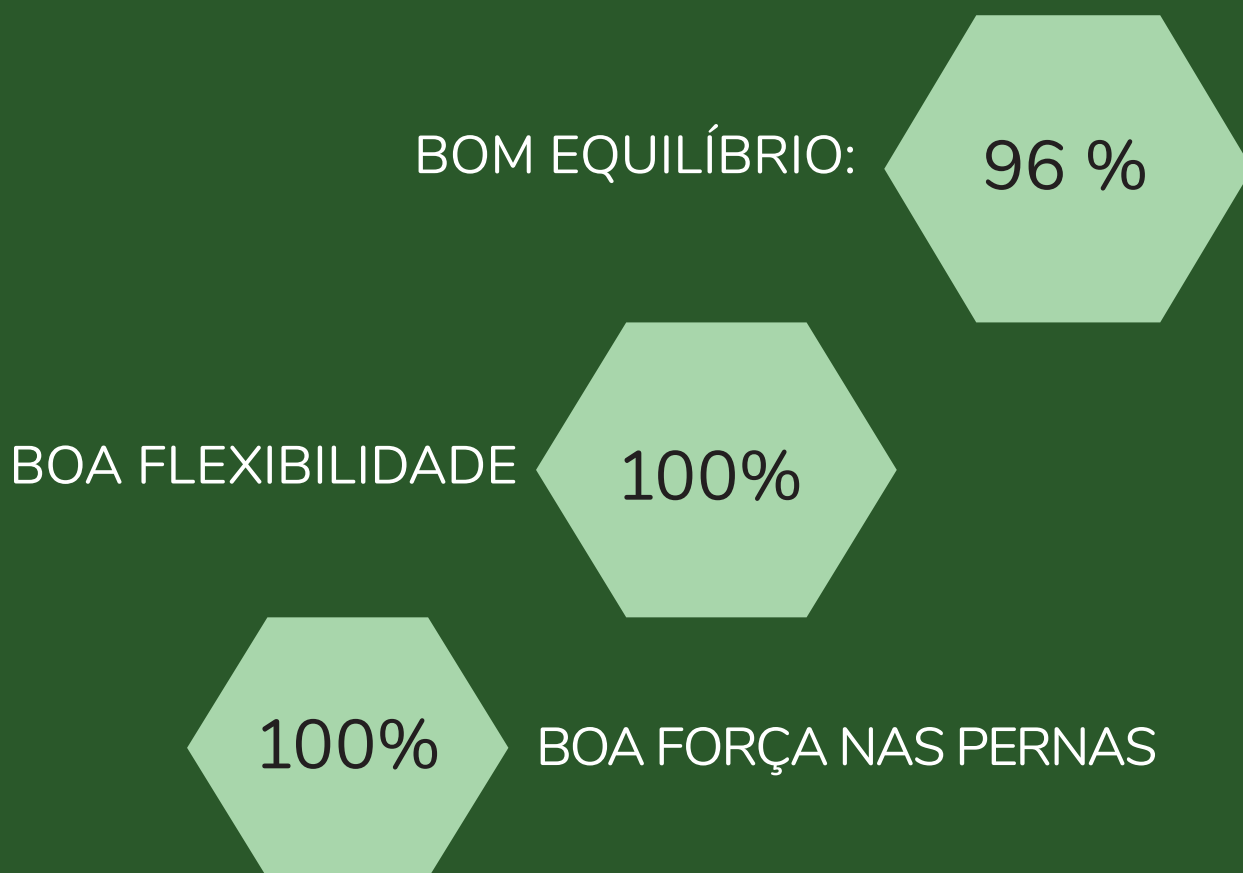 BOM EQUILÍBRIO:
96 %
BOA FLEXIBILIDADE
100%
100%
BOA FORÇA NAS PERNAS